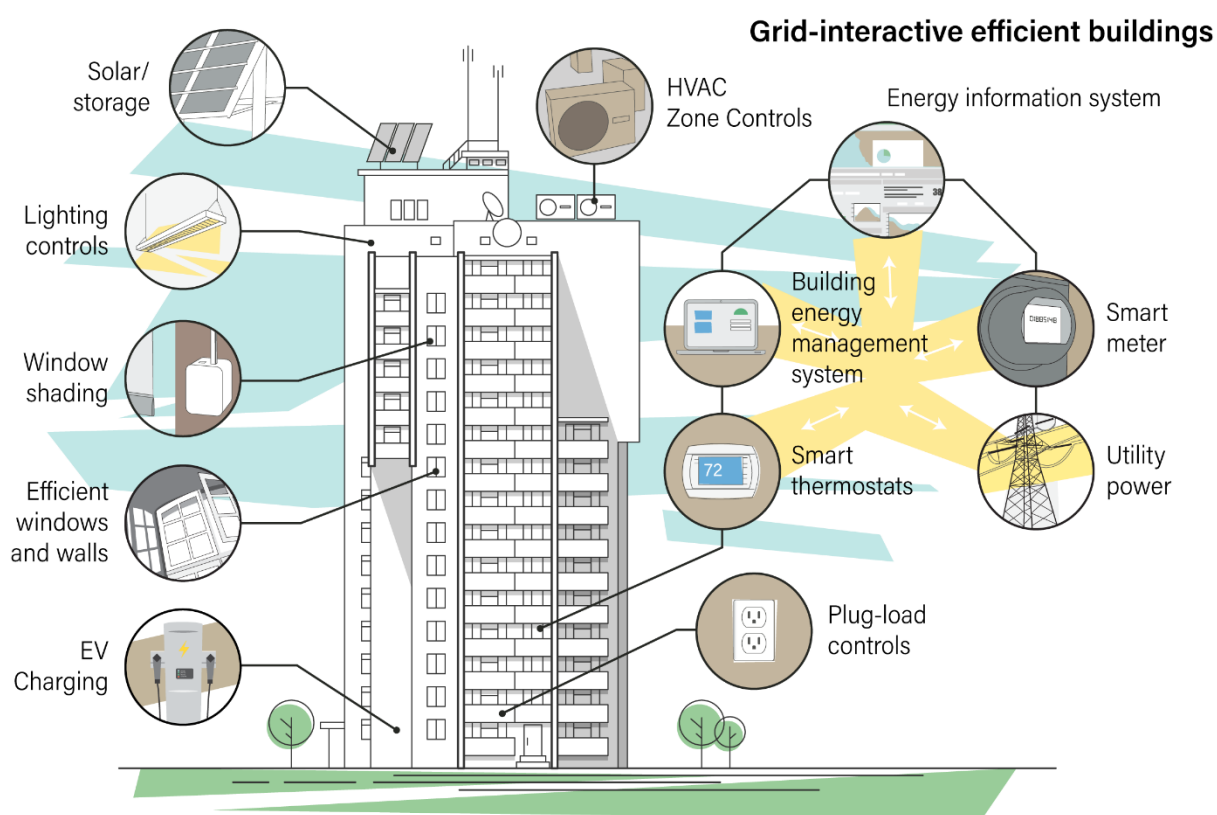 Grid-interactive efficient buildings
Solar/
storage
HVAC
Zone Controls
Energy information system
38
Lighting
controls
Building
energy
management
system
Smart
meter
Window
shading
72
Smart
thermostats
Utility
power
Efficient
windows
and walls
Plug-load
controls
EV
Charging